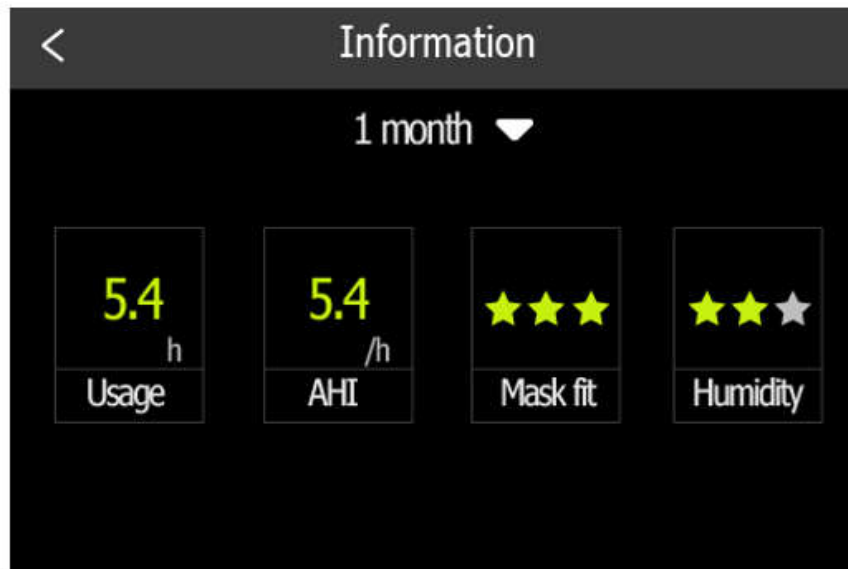 Information
1 month
5.4 h
5.4 /h
Usage
AHI
Mask fit
Humidity